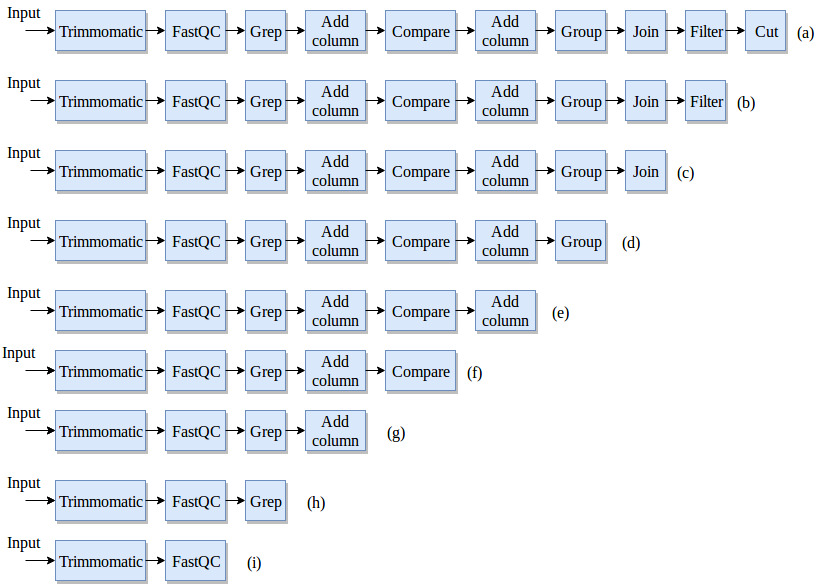 Input
Trimmomatic FastQC Grep Add column Compare Add column Group Join Filter Cut (a)
Input
Trimmomatic FastQC Grep Add column Compare Add column Group Join Filter (b)
Input
Trimmomatic FastQC Grep Add column Compare Add column Group Join (c)
Input
Trimmomatic FastQC Grep Add column Compare Add column Group (d)
Input
Trimmomatic FastQC Grep Add column Compare Add column (e)
Input
Trimmomatic FastQC Grep Add column Compare (f)
Input
Trimmomatic FastQC Grep Add column (g)
Input
Trimmomatic FastQC Grep (h)
Input
Trimmomatic FastQC (i)